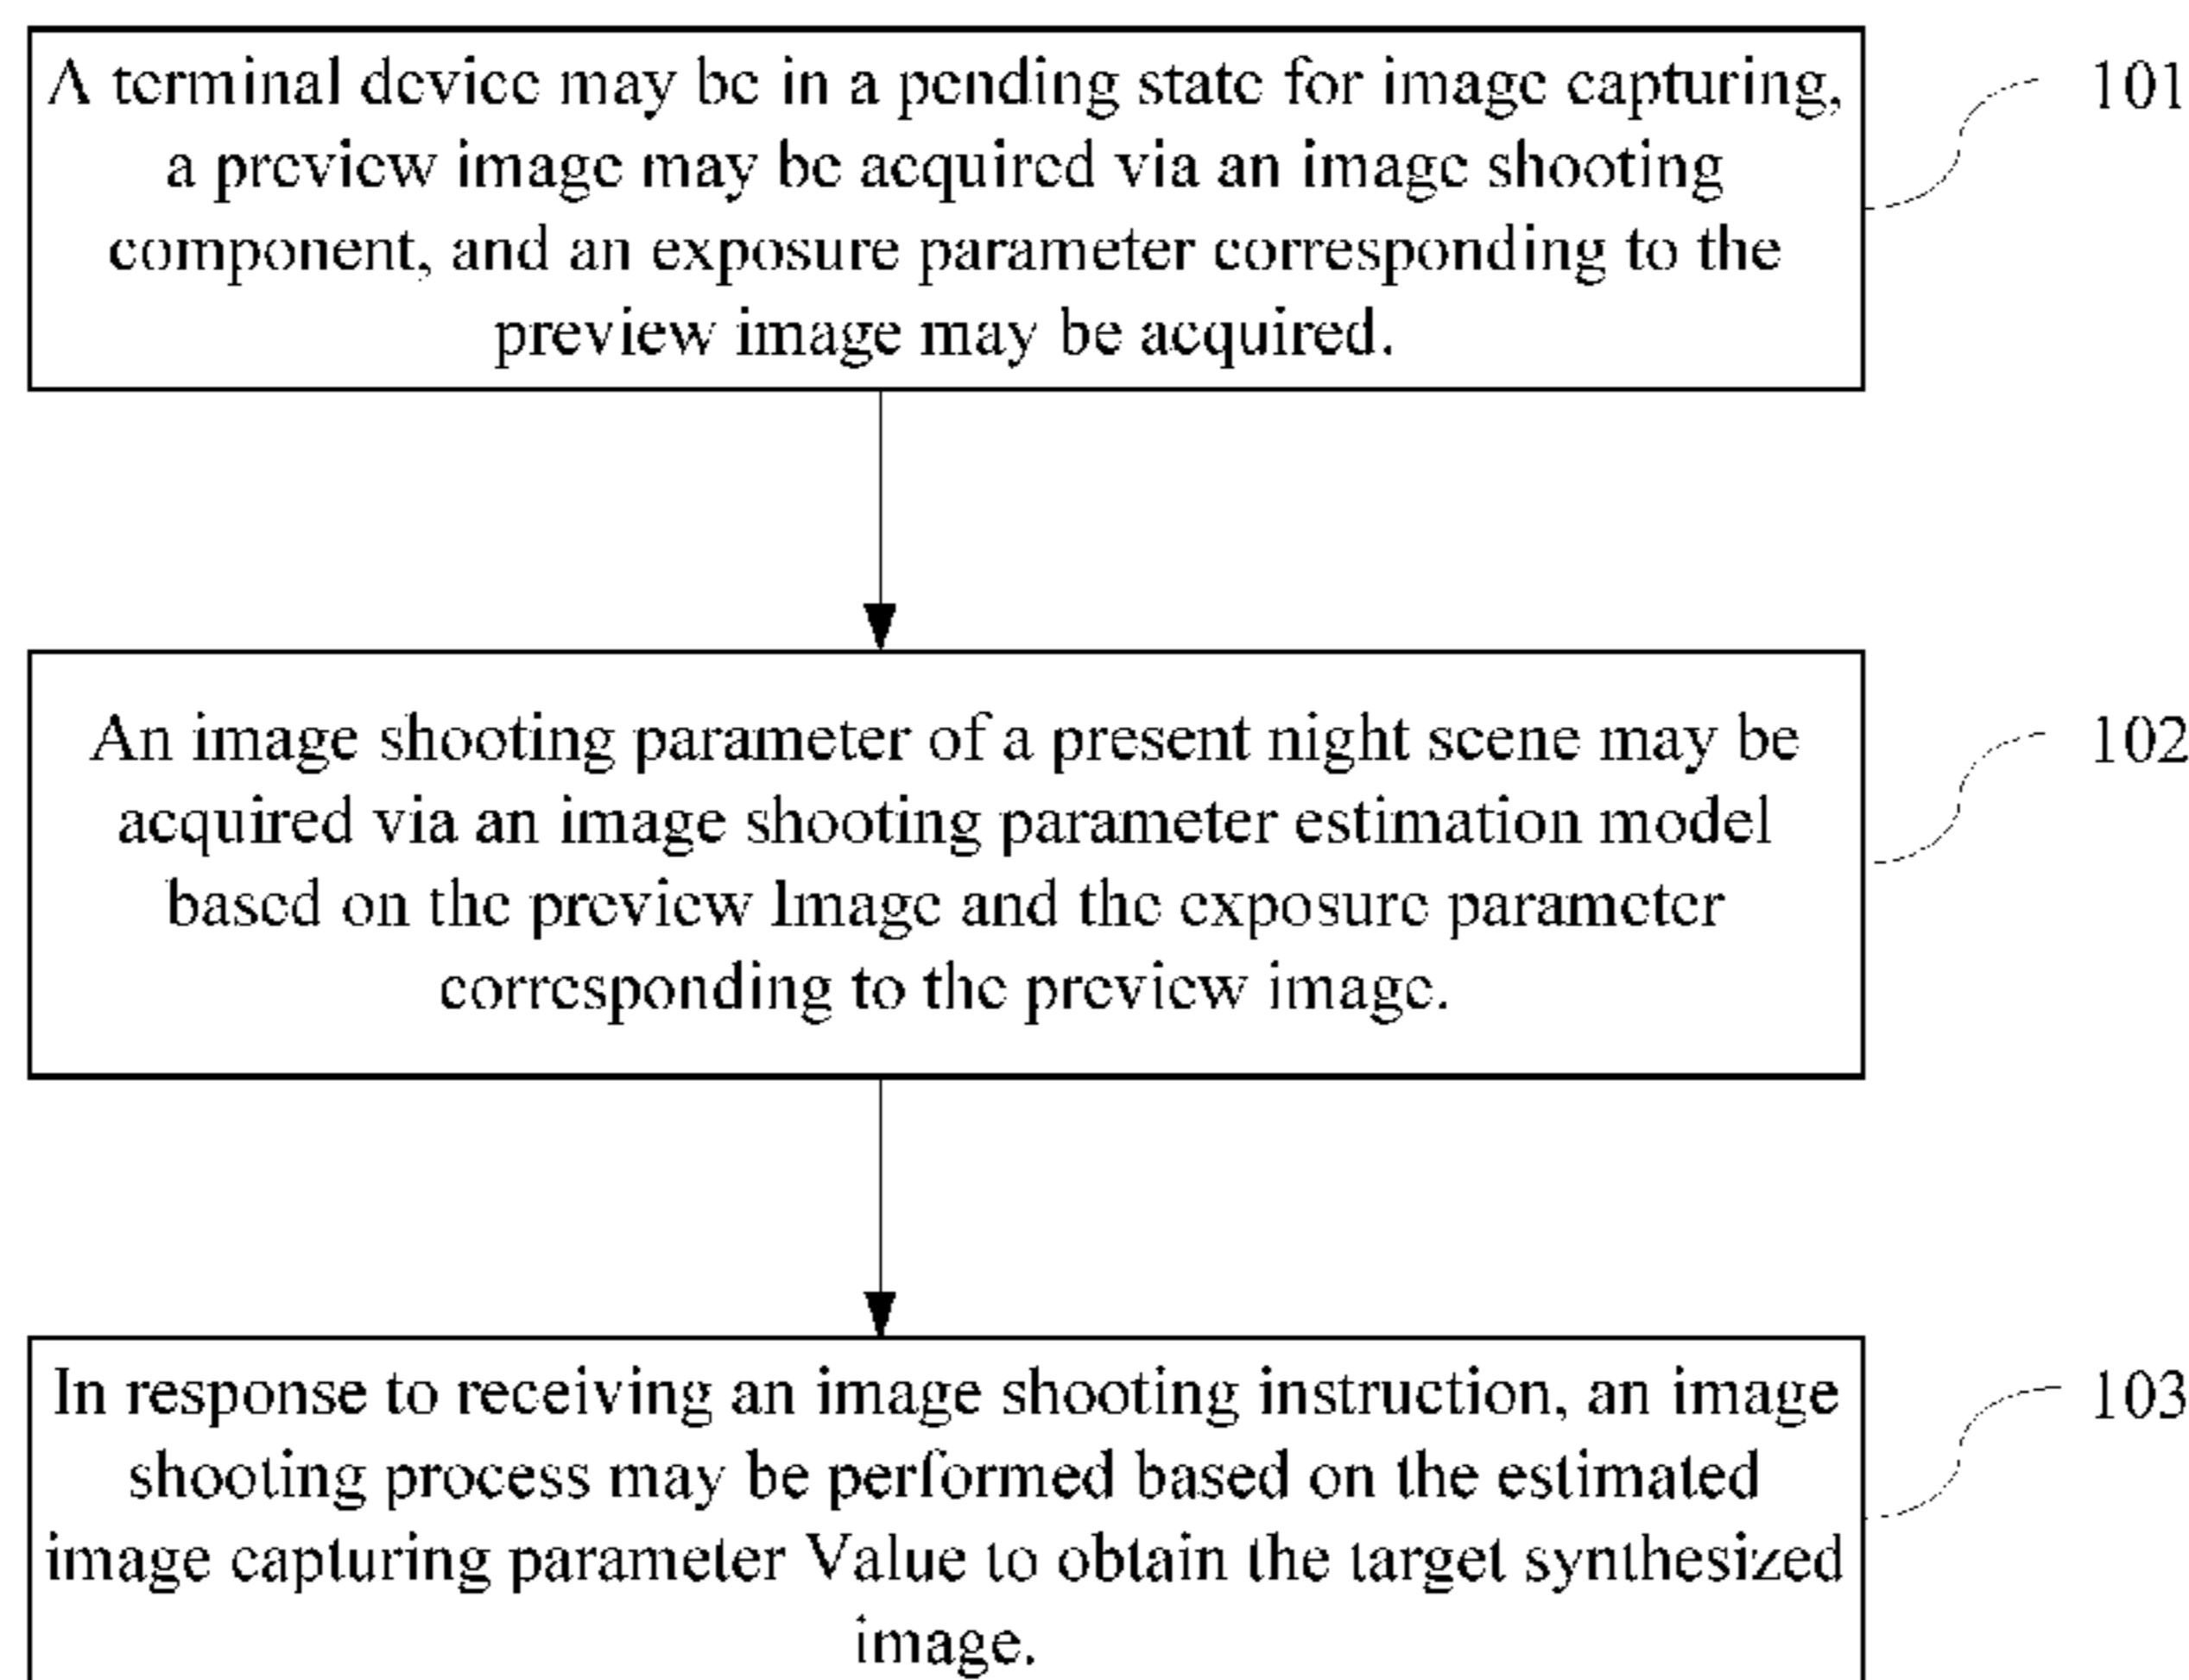 A terminal device may be in a pending state for image capturing,
a preview image may be acquired via an image shooting
component, and an exposure parameter corresponding to the
preview image may be acquired.
101
An image shooting parameter of a present night scene may be
acquired via an image shooting parameter estimation model
based on the preview Image and the exposure parameter
corresponding to the preview image.
102
In response to receiving an image shooting instruction, an image
shooting process may be performed based on the estimated
image capturing parameter Value to obtain the target synthesized
image.
103